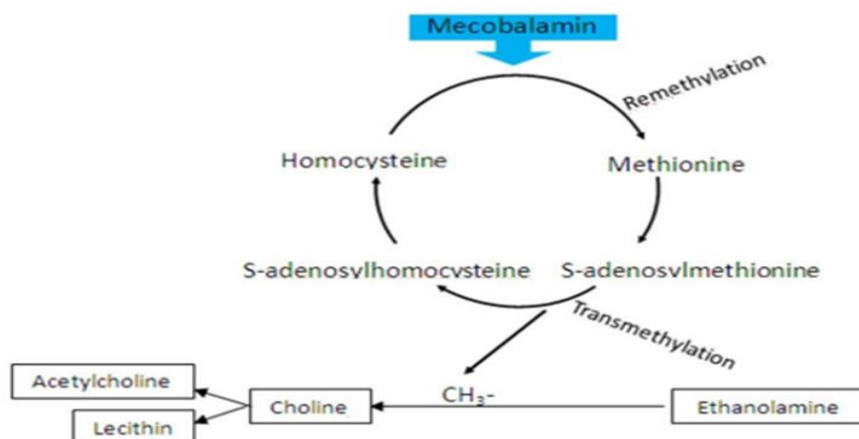 Mecobalamin
Remethylation
Homocysteine
Methionine
S-adenosylhomocysteine
S-adenosylmethionine
Transmethylation
Acetylcholine
CH₃-
Choline
Ethanolamine
Lecithin